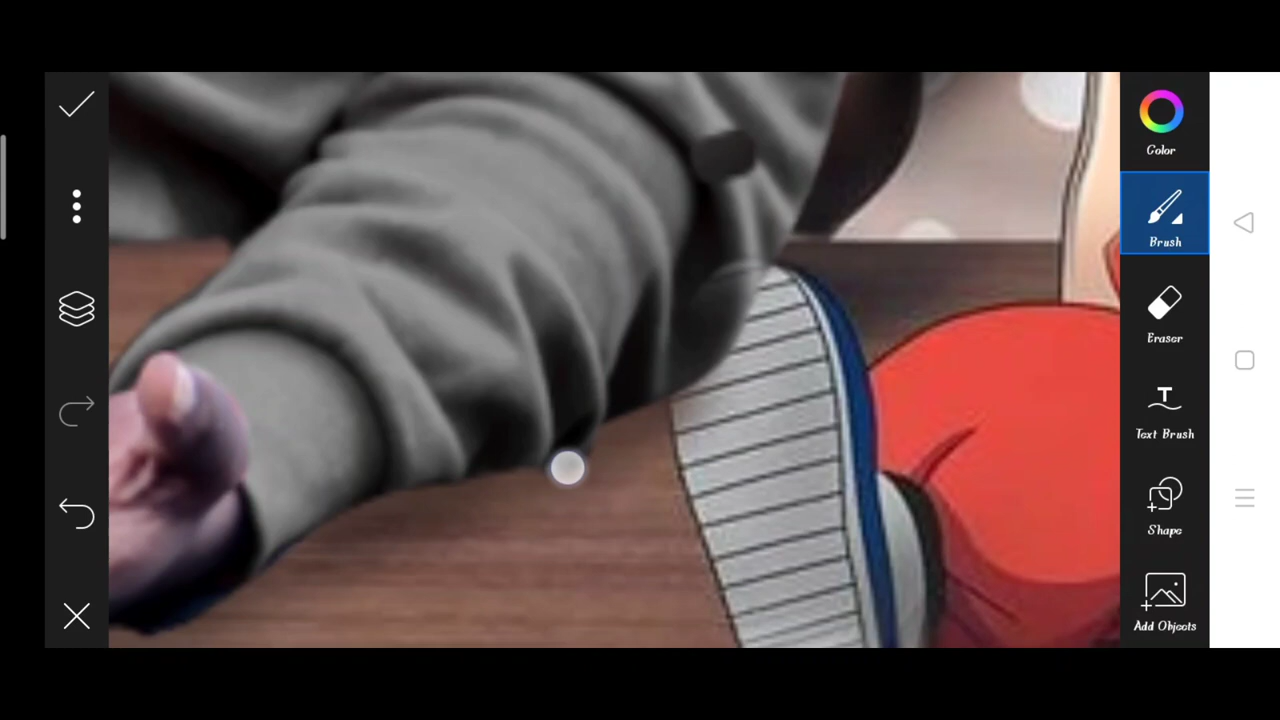 Color
Brush
Eraser
Text Brush
Shape
Add Objects